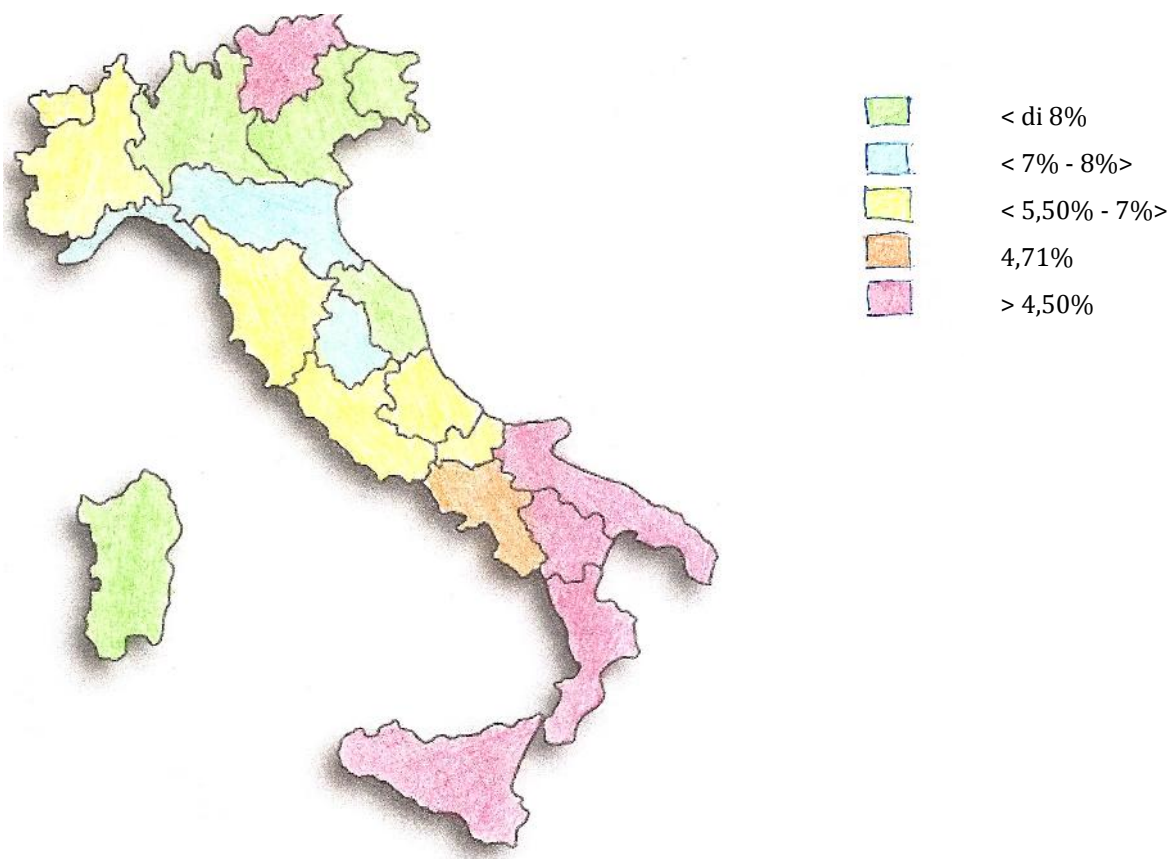 < di 8%
< 7% - 8%>
< 5,50% - 7%>
4,71%
> 4,50%